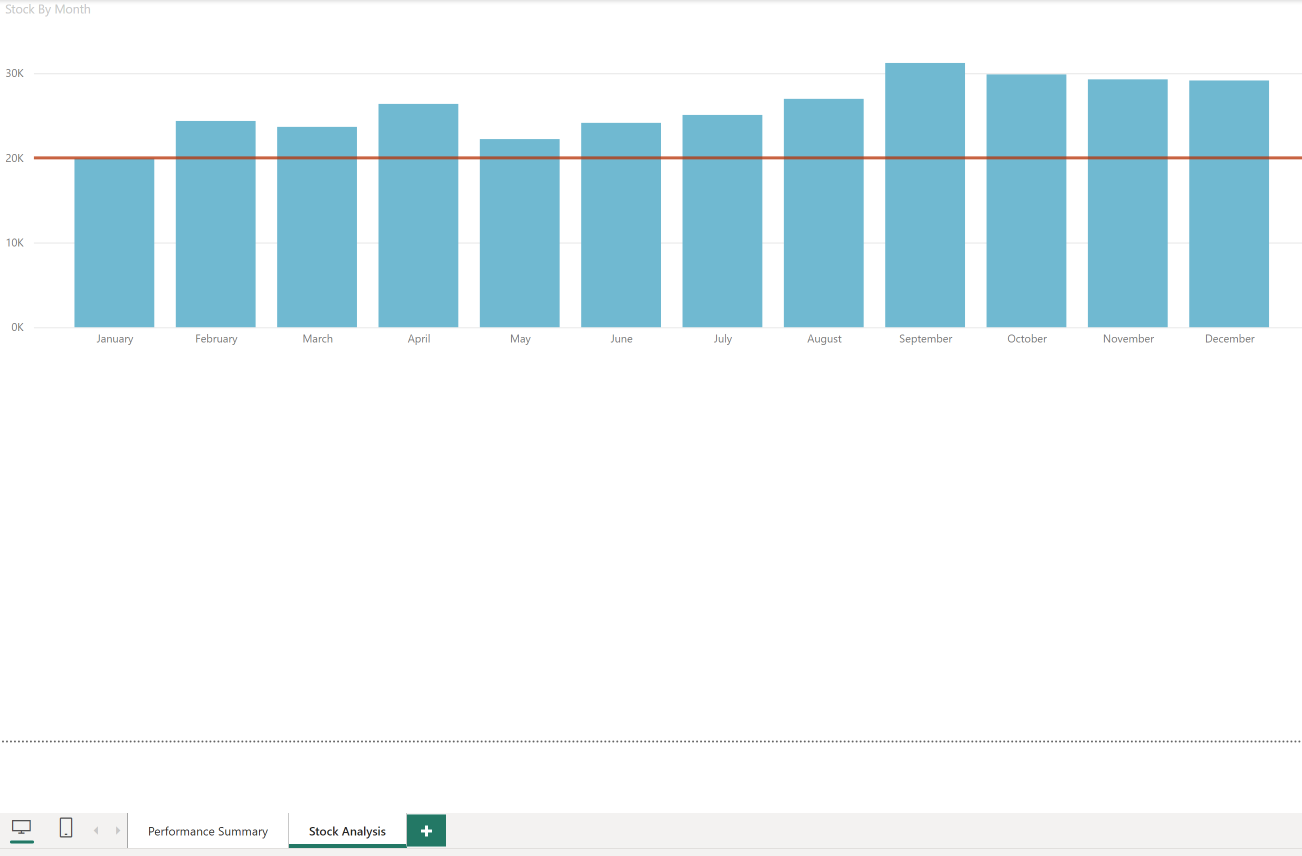 Stock By Month
30K
20K
10K
0K
January February March April May June July August September October November December
Performance Summary Stock Analysis +